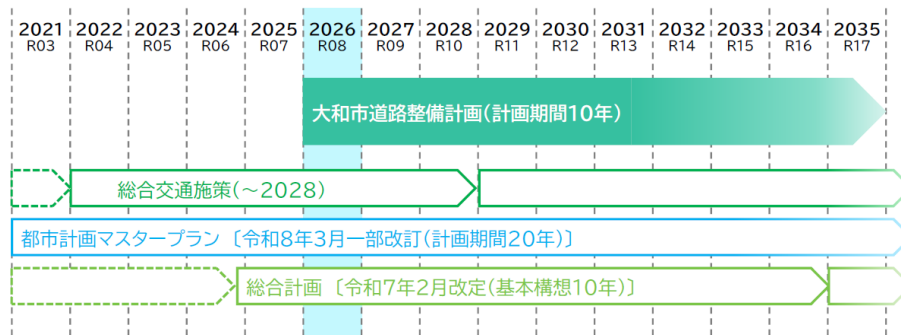 2021 2022 2023 2024 2025 2026 2027 2028 2029 2030 2031 2032 2033 2034 2035
R03 R04 R05 R06 R07 R08 R09 R10 R11 R12 R13 R14 R15 R16 R17
大和市道路整備計画(計画期間10年)
総合交通施策(～2028)
都市計画マスタープラン〔令和8年3月一部改訂(計画期間20年)〕
総合計画〔令和7年2月改定(基本構想10年)〕